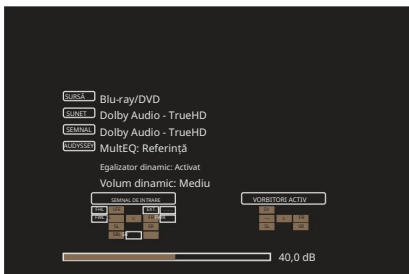 SURSĂ Blu-ray/DVD
SUNET Dolby Audio - TrueHD
SEMNAL Dolby Audio - TrueHD
AUDYSSEY MultEQ: Referință
Egalizator dinamic: Activat
Volum dinamic: Mediu
SEMNAL DE INTRARE VORBITORI ACTIV
40,0 dB